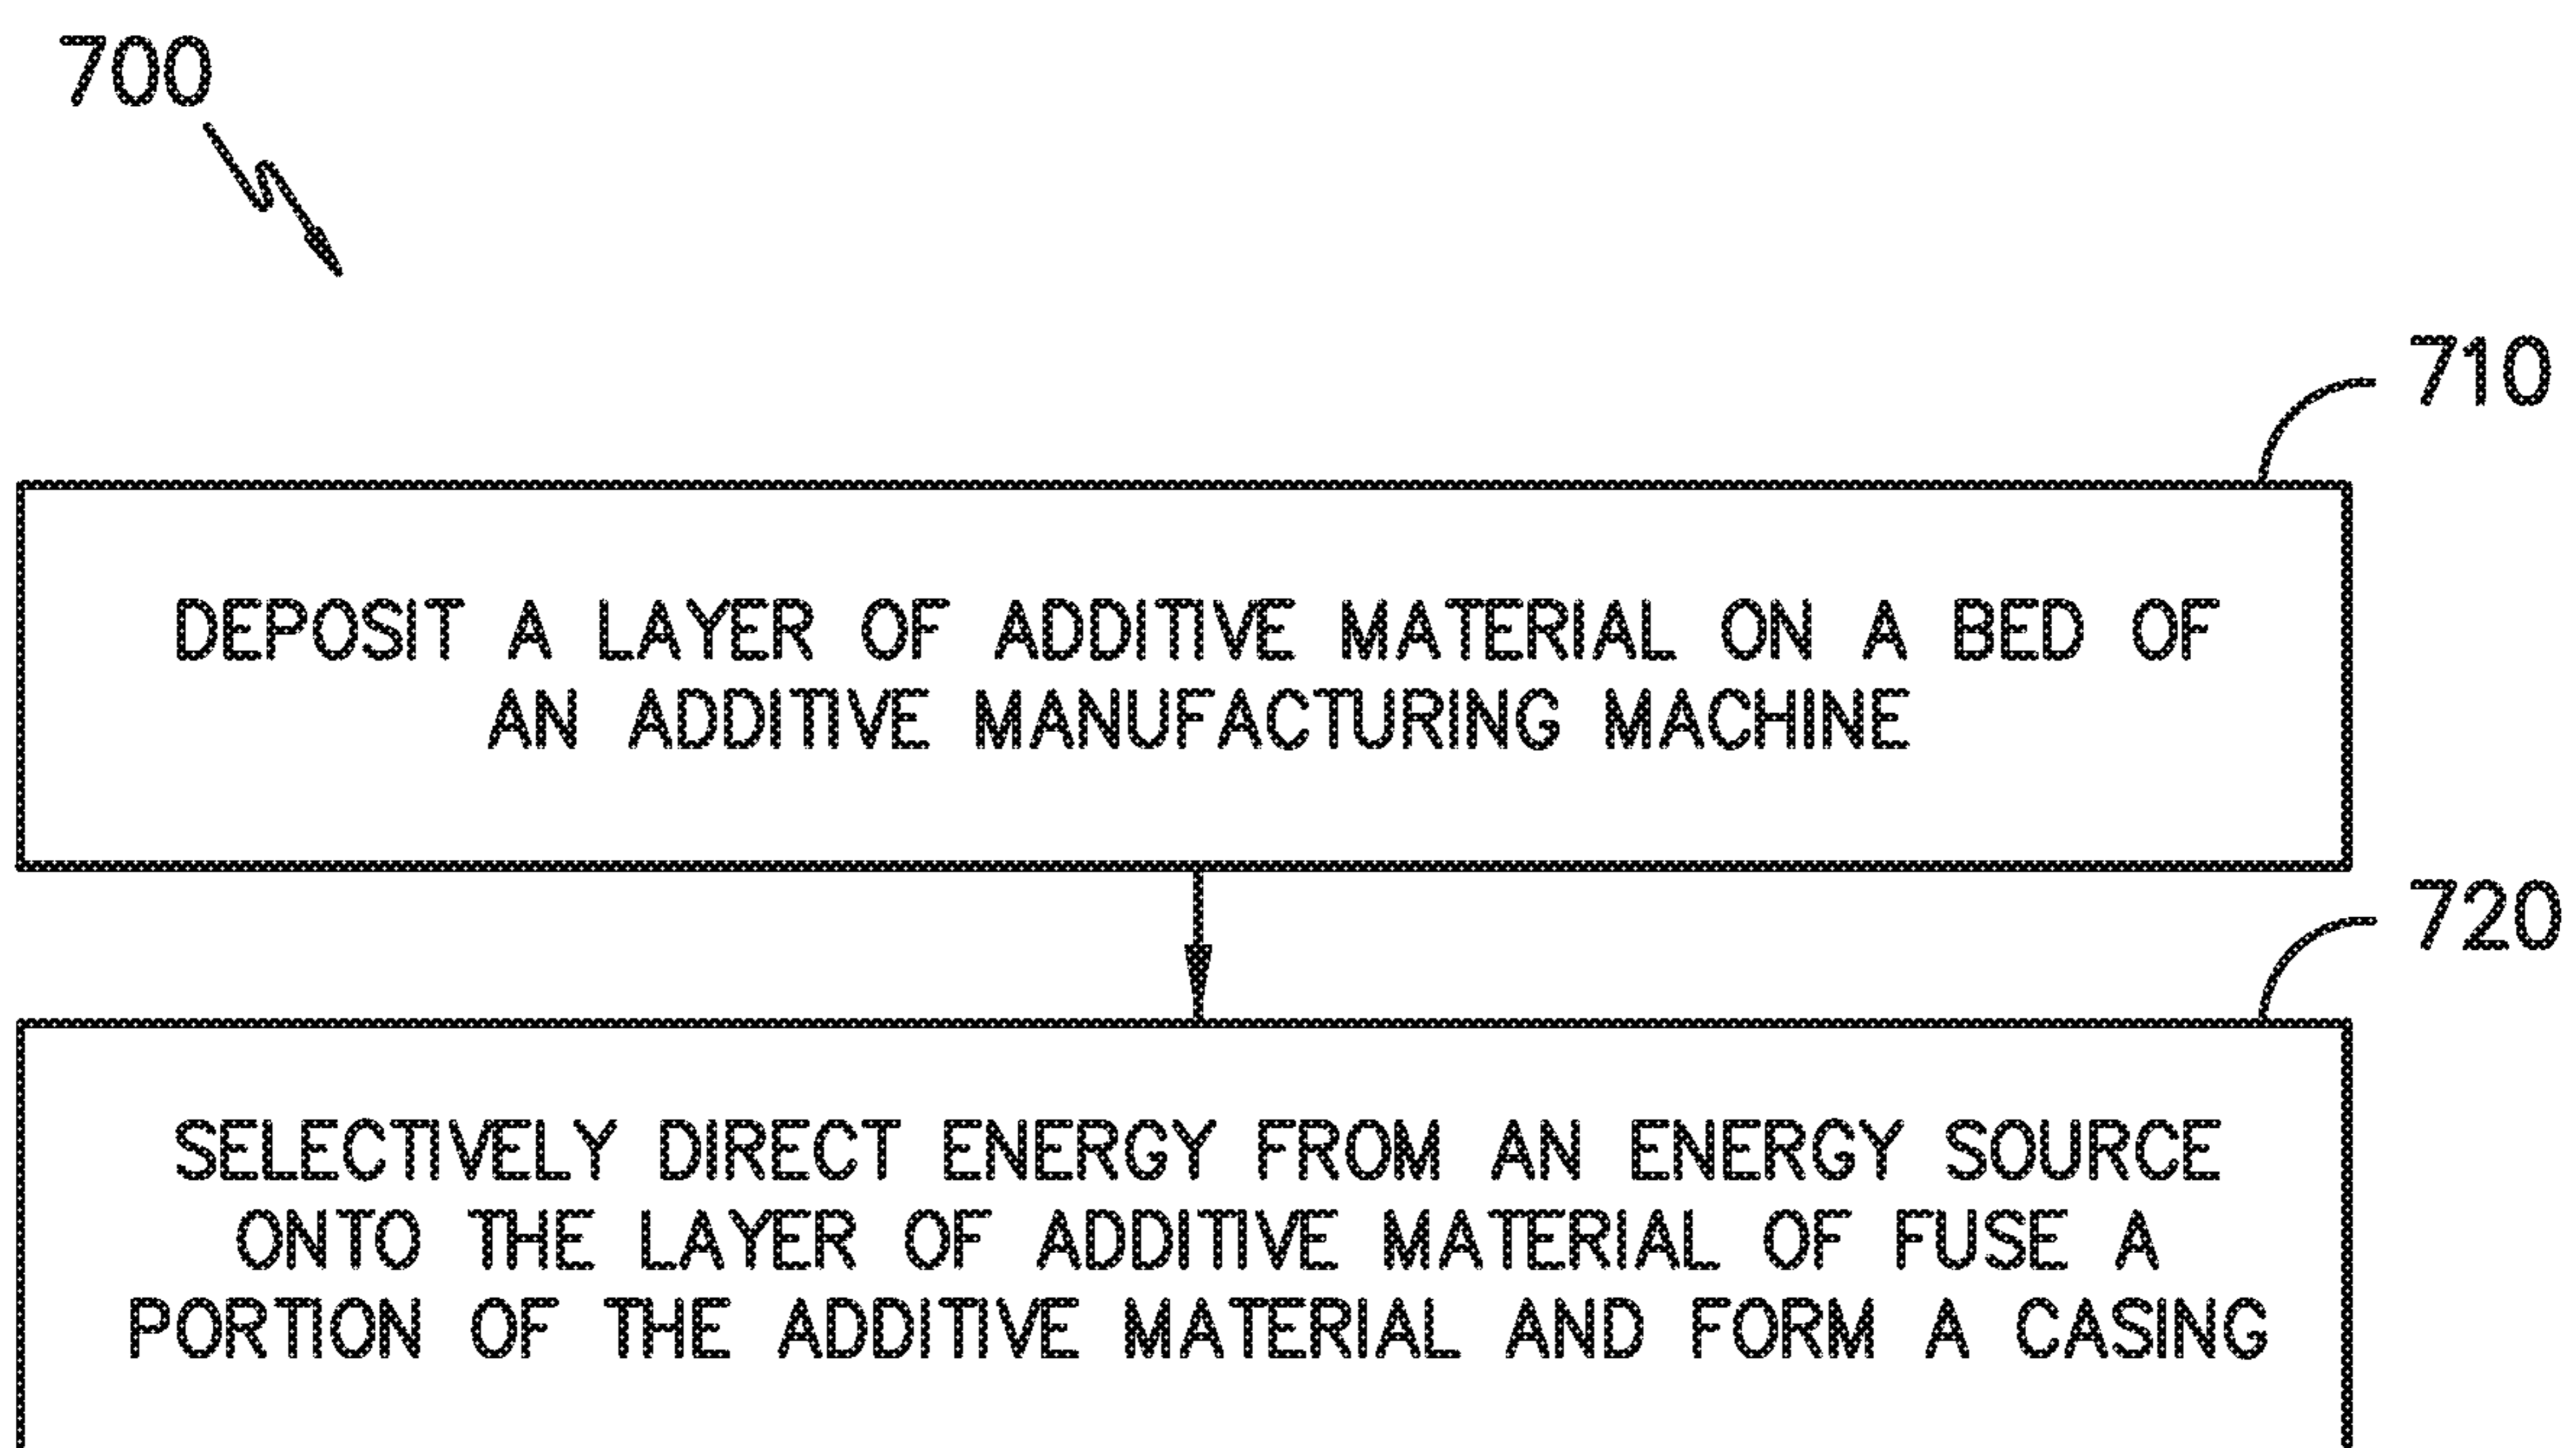 700
710
DEPOSIT A LAYER OF ADDITIVE MATERIAL ON A BED OF
AN ADDITIVE MANUFACTURING MACHINE
720
SELECTIVELY DIRECT ENERGY FROM AN ENERGY SOURCE
ONTO THE LAYER OF ADDITIVE MATERIAL OF FUSE A
PORTION OF THE ADDITIVE MATERIAL AND FORM A CASING